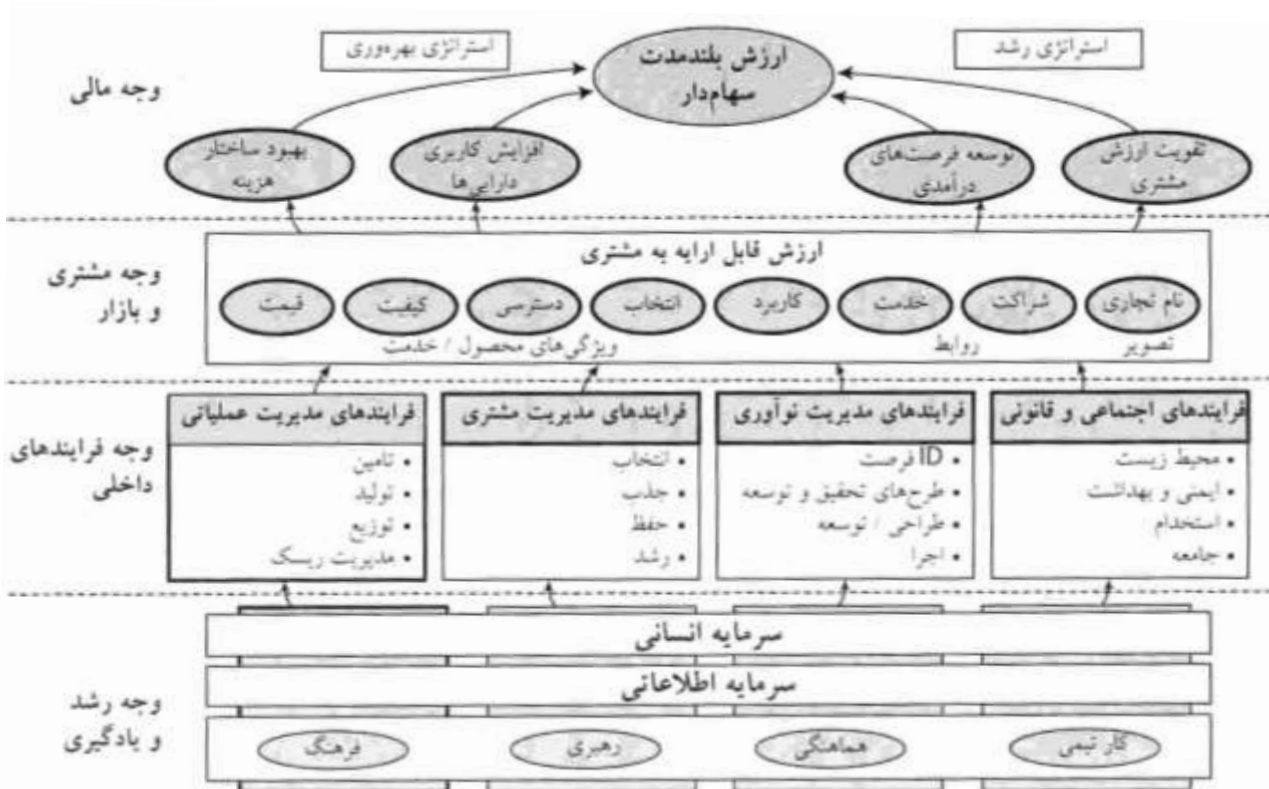 استراتژی رشد
ارزش بلندمدت
سهام‌دار
استراتژی بهره‌وری
وجه مالی
تقویت ارزش
مشتری
توسعه فرصت‌های
درآمدی
افزایش کاربری
دارایی‌ها
بهبود ساختار
هزینه
وجه مشتری
و بازار
ارزش قابل ارایه به مشتری
نام تجاری
شراکت
خدمت
کاربرد
انتخاب
دسترسی
کیفیت
قیمت
تصویر
روابط
ویژگی‌های محصول / خدمت
وجه فرایندهای
داخلی
فرایندهای اجتماعی و قانونی
• محیط زیست
• ایمنی و بهداشت
• استخدام
• جامعه
فرایندهای مدیریت نوآوری
• ID فرصت
• طرح‌های تحقیق و توسعه
• طراحی / توسعه
• اجرا
فرایندهای مدیریت مشتری
• انتخاب
• جذب
• حفظ
• رشد
فرایندهای مدیریت عملیاتی
• تامین
• تولید
• توزیع
• مدیریت ریسک
وجه رشد
و یادگیری
سرمایه انسانی
سرمایه اطلاعاتی
کار تیمی
هماهنگی
رهبری
فرهنگ